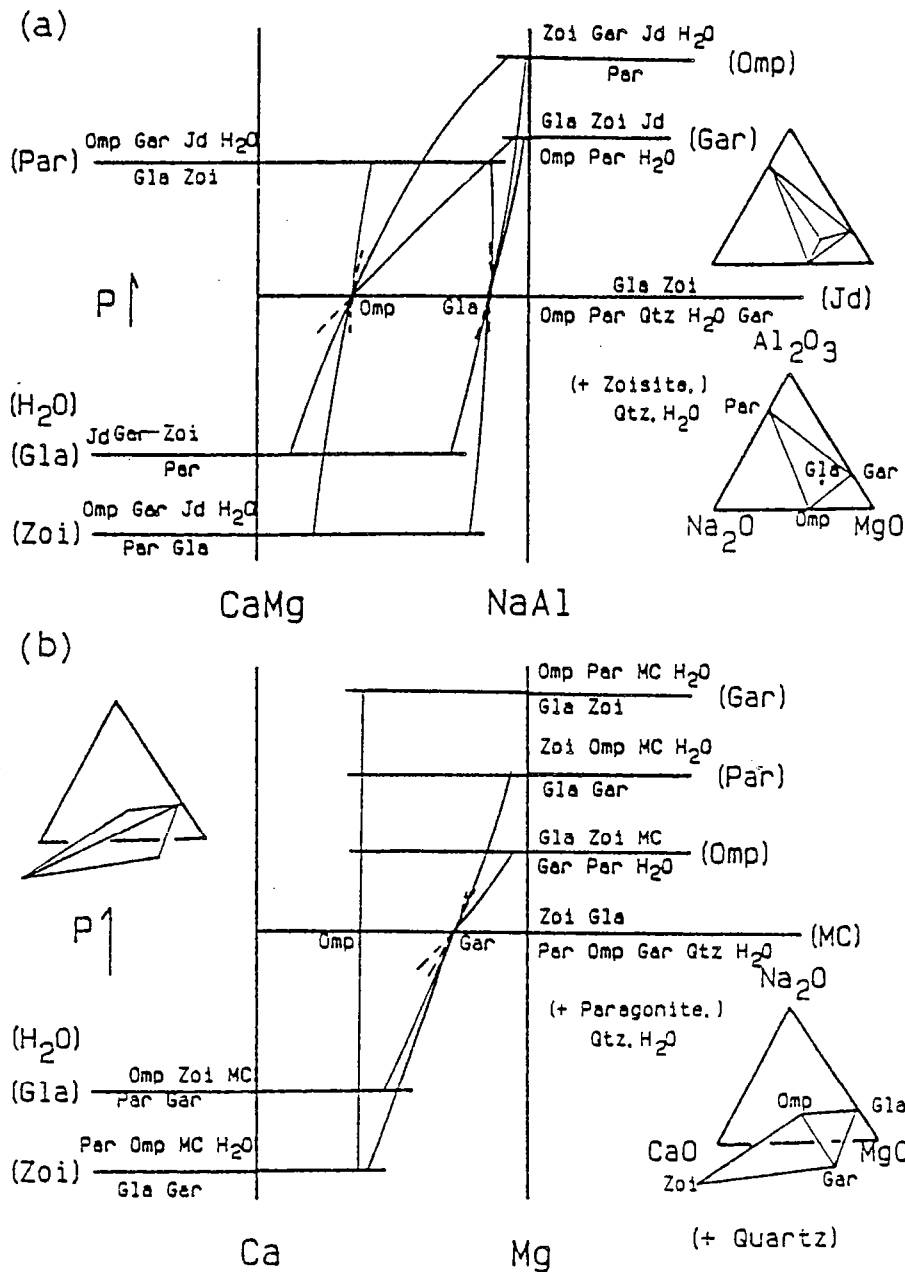 (a)
Zoi Gar Jd H₂O
(Omp)
Par
Gla Zoi Jd
(Gar)
Omp Par H₂O
Omp Gar Jd H₂O
(Par)
Gla Zoi
P
Omp
Gla
Gla Zoi
(Jd)
Omp Par Qtz H₂O Gar
Al₂O₃
(+ Zoisite.)
Qtz. H₂O
Par
Gla
Gar
Na₂O
Omp
MgO
(H₂O)
Jd Gar Zoi
(Gla)
Par
Omp Gar Jd H₂O
(Zoi)
Par Gla
CaMg
NaAl
(b)
Omp Par MC H₂O
(Gar)
Gla Zoi
Zoi Omp MC H₂O
(Par)
Gla Gar
Gla Zoi MC
(Omp)
Gar Par H₂O
P
Omp
Gar
Zoi Gla
(MC)
Par Omp Gar Qtz H₂O
Na₂O
(+ Paragonite.)
Qtz. H₂O
Omp
Gla
CaO
MgO
Zoi
Gar
(H₂O)
Omp Zoi MC
(Gla)
Par Gar
Par Omp MC H₂O
(Zoi)
Gla Gar
(+ Quartz)
Ca
Mg